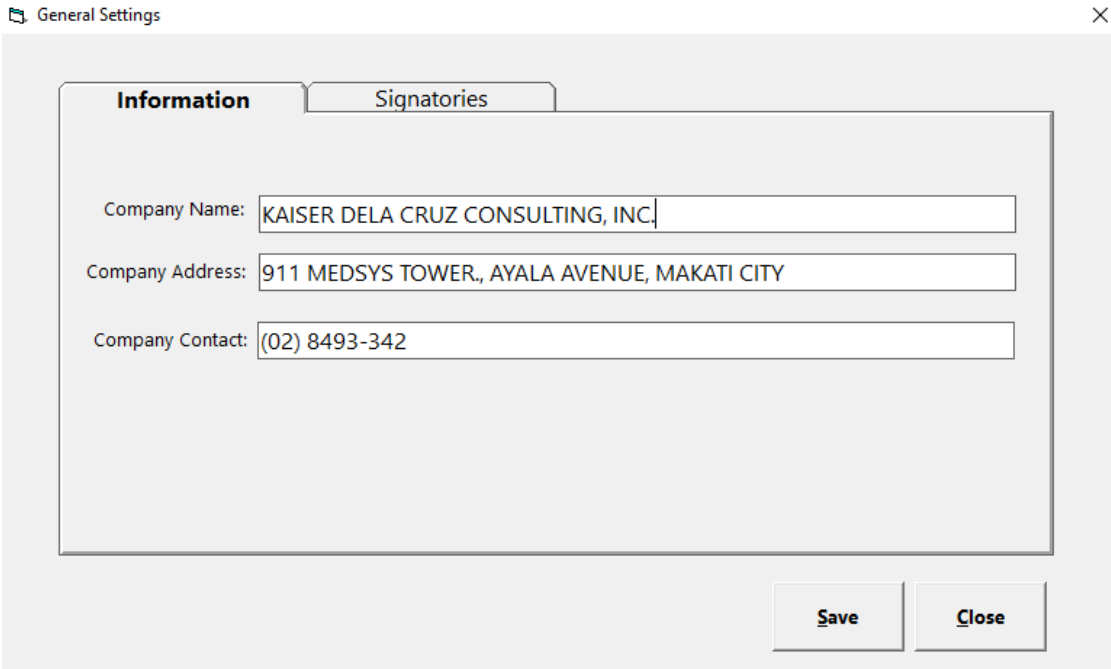 General Settings
Information Signatories
Company Name: KAISER DELA CRUZ CONSULTING, INC.
Company Address: 911 MEDSYS TOWER., AYALA AVENUE, MAKATI CITY
Company Contact: (02) 8493-342
Save Close